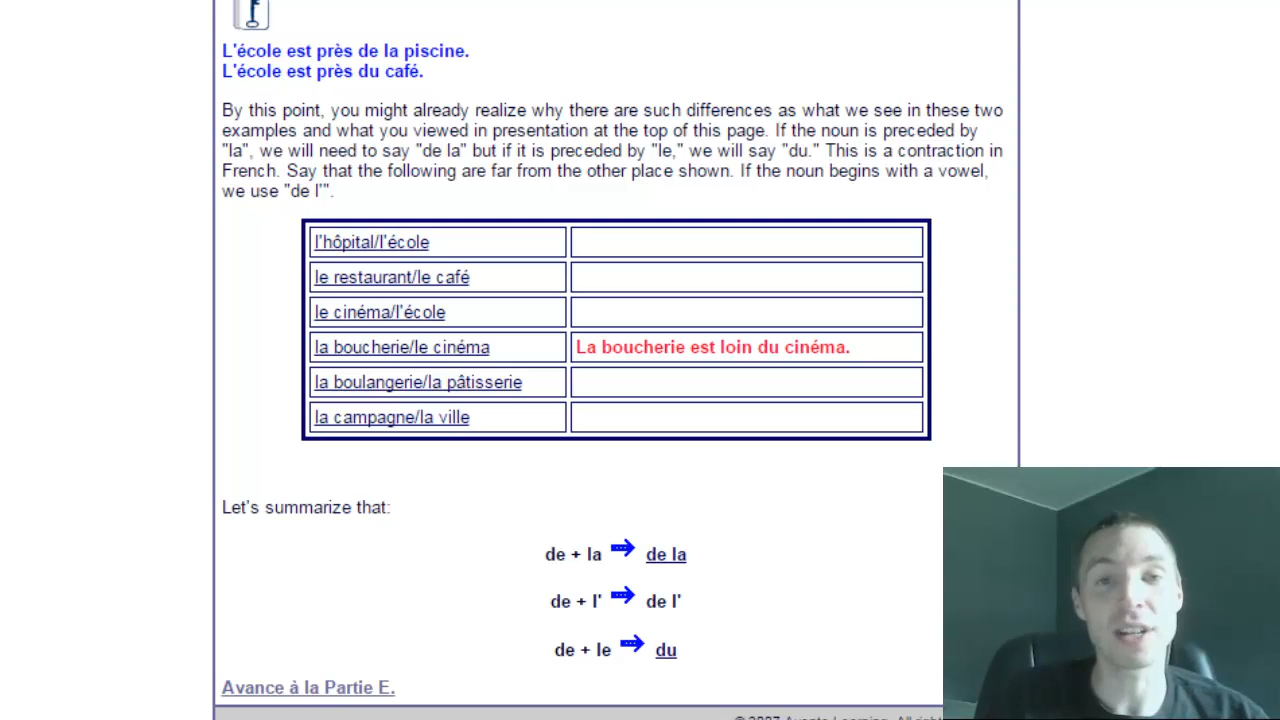 L'école est près de la piscine.
L'école est près du café.
By this point, you might already realize why there are such differences as what we see in these two
examples and what you viewed in presentation at the top of this page. If the noun is preceded by
"la", we will need to say "de la" but if it is preceded by "le," we will say "du." This is a contraction in
French. Say that the following are far from the other place shown. If the noun begins with a vowel,
we use "de l'".
l'hôpital/l'école
le restaurant/le café
le cinéma/l'école
la boucherie/le cinéma La boucherie est loin du cinéma.
la boulangerie/la pâtisserie
la campagne/la ville
Let's summarize that:
de + la de la
de + l' de l'
de + le du
Avance à la Partie E.